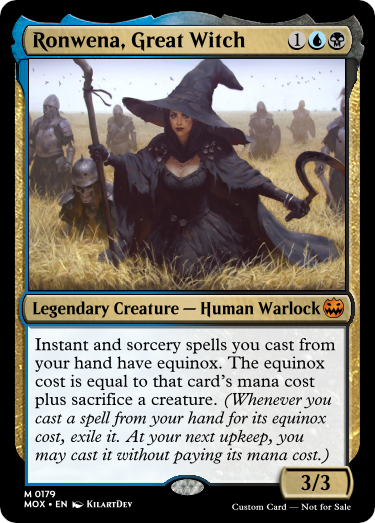 Ronwena, Great Witch 1
Legendary Creature — Human Warlock
Instant and sorcery spells you cast from
your hand have equinox. The equinox
cost is equal to that card's mana cost
plus sacrifice a creature. (Whenever you
cast a spell from your hand for its equinox
cost, exile it. At your next upkeep, you
may cast it without paying its mana cost.)
3/3
M 0179
MOX • EN KilartDev
Custom Card — Not for Sale